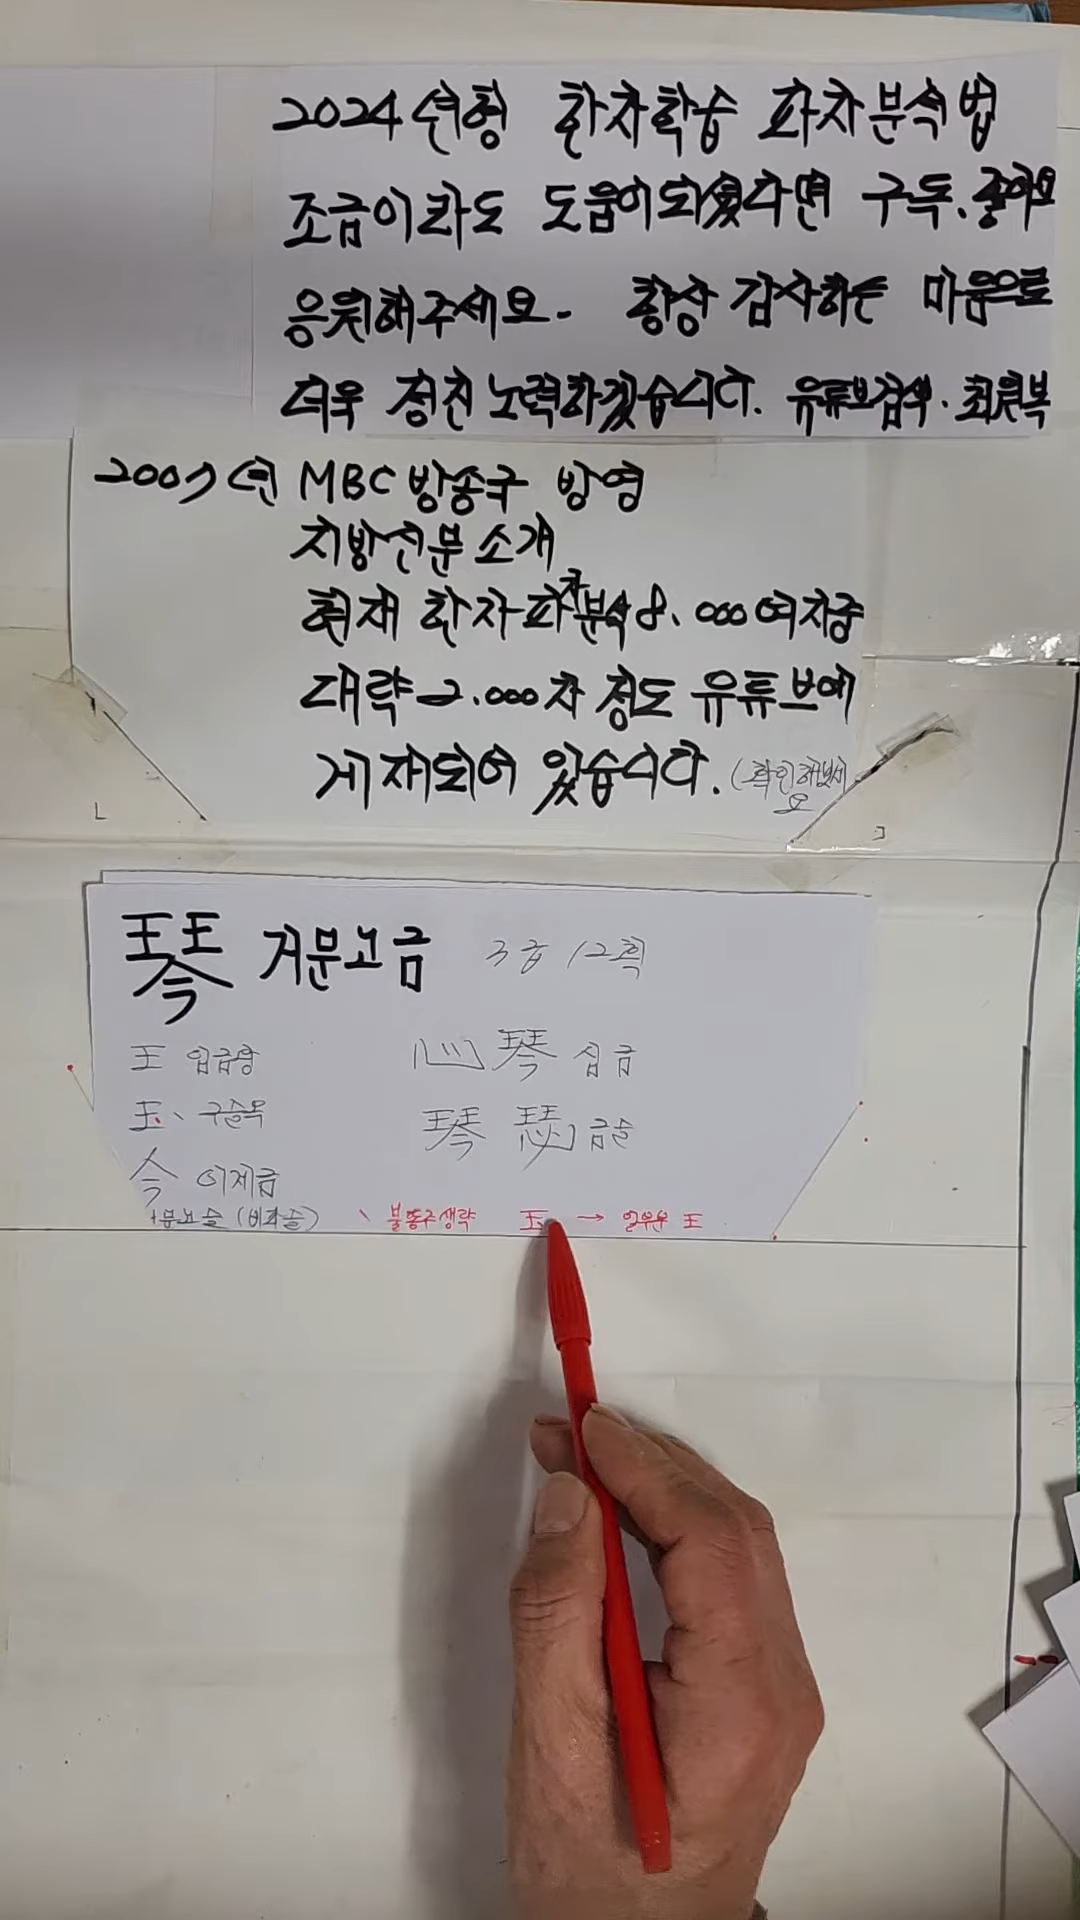 2024년형 한자학습 파자분석법
조금이라도 도움이되셨다면 구독、좋아요
응원해주세요. 항상 감사하는 마음으로
더욱 정진노력하겠습니다. 유튜브검색. 최원복
2007년 MBC방송국 방영
지방신문소개
현재 한자파자분석 8.000여자중
대략 2.000자 정도 유튜브에
게재되어 있습니다. (확인해보세요
琴 거문고금 3급 12획
王 임금왕
玉、구슬옥
今 이제금
心琴 심금
琴瑟 금슬
거문고슬 (비파슬) 丶 불똥주생략 玉 → 임금왕 王